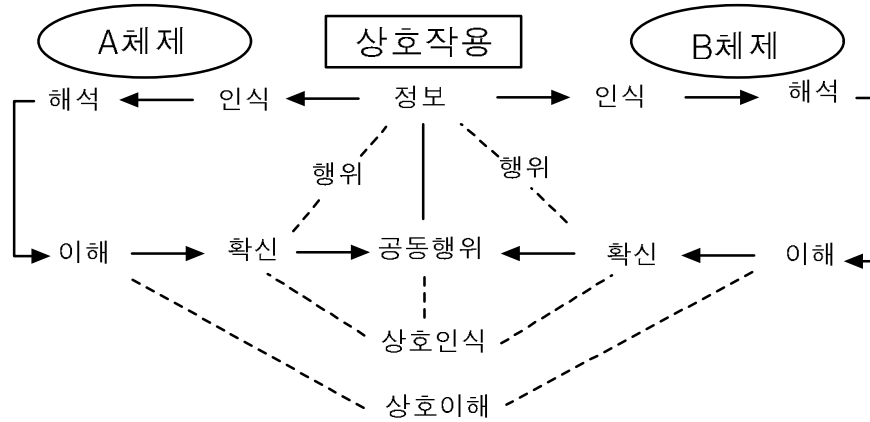 A체제 상호작용 B체제
해석 인식 정보 인식 해석
행위 행위
이해 확신 공동행위 확신 이해
상호인식
상호이해